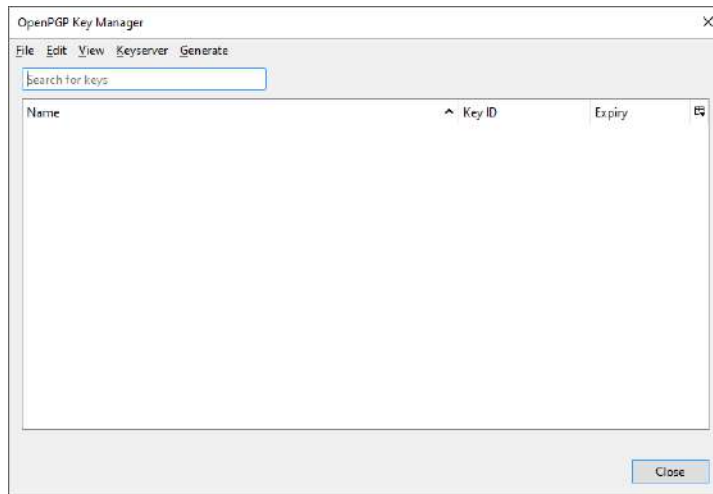 OpenPGP Key Manager
File Edit View Keyserver Generate
Search for keys
Name Key ID Expiry
Close